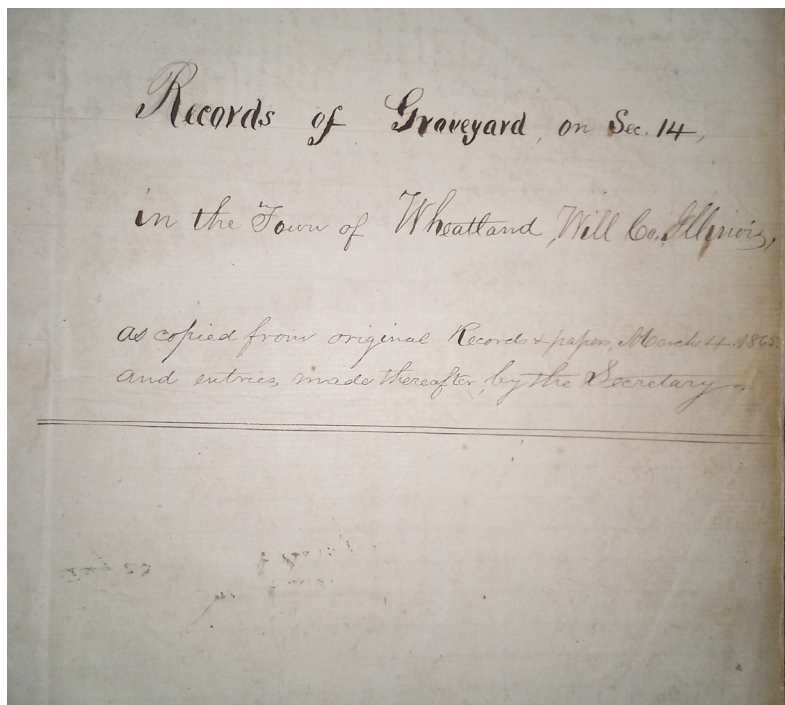 Records of Graveyard, on Sec. 14,
in the Town of Wheatland, Will Co. Illinois,
as copied from original Records & papers, March 4. 1865
and entries made thereafter, by the Secretary.